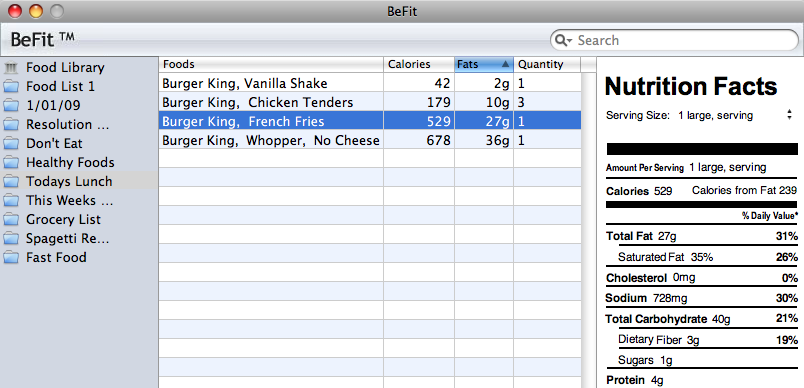 BeFit
BeFit ™
Search
Food Library
Food List 1
1/01/09
Resolution ...
Don't Eat
Healthy Foods
Todays Lunch
This Weeks ...
Grocery List
Spagetti Re...
Fast Food
Foods Calories Fats Quantity
Burger King, Vanilla Shake 42 2g 1
Burger King, Chicken Tenders 179 10g 3
Burger King, French Fries 529 27g 1
Burger King, Whopper, No Cheese 678 36g 1
Nutrition Facts
Serving Size: 1 large, serving
Amount Per Serving 1 large, serving
Calories 529 Calories from Fat 239
% Daily Value*
Total Fat 27g 31%
Saturated Fat 35% 26%
Cholesterol 0mg 0%
Sodium 728mg 30%
Total Carbohydrate 40g 21%
Dietary Fiber 3g 19%
Sugars 1g
Protein 4g